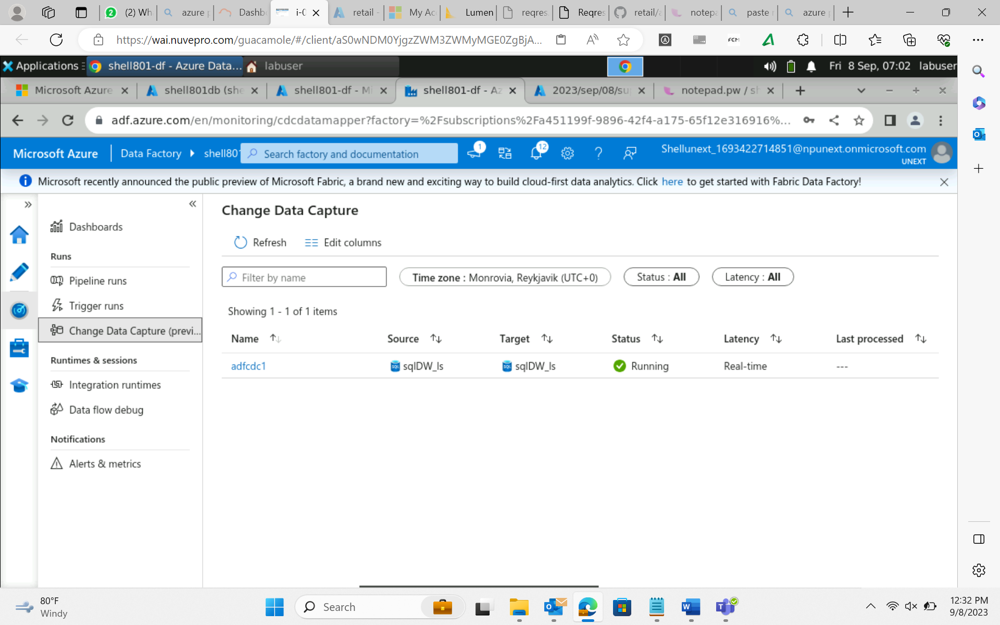 (2) Wh
azure p
Dashbo
i-0
retail -
My Ac
Lumen
reqres.
Reqres
retail/a
notepa
paste
azure
https://wai.nuvepro.com/guacamole/#/client/aS0wNDM0YjgzZWM3ZWMyMGE0ZgBjA...
Applications
shell801-df - Azure Data...
labuser
Fri 8 Sep, 07:02 labuser
Microsoft Azure
shell801db (she
shell801-df - Mi
shell801-df - Az
2023/sep/08/su
notepad.pw / sh
adf.azure.com/en/monitoring/cdcdatamapper?factory=%2Fsubscriptions%2Fa451199f-9896-42f4-a175-65f12e316916%...
Microsoft Azure
Data Factory
shell801
Search factory and documentation
1
12
Shellunext_1693422714851@npunext.onmicrosoft.com
UNEXT
Microsoft recently announced the public preview of Microsoft Fabric, a brand new and exciting way to build cloud-first data analytics. Click here to get started with Fabric Data Factory!
Dashboards
Runs
Pipeline runs
Trigger runs
Change Data Capture (previ...
Runtimes & sessions
Integration runtimes
Data flow debug
Notifications
Alerts & metrics
Change Data Capture
Refresh
Edit columns
Filter by name
Time zone : Monrovia, Reykjavik (UTC+0)
Status : All
Latency : All
Showing 1 - 1 of 1 items
Name Source Target Status Latency Last processed
adfcdc1 sqlDW_ls sqlDW_ls Running Real-time ---
80°F
Windy
Search
12:32 PM
9/8/2023